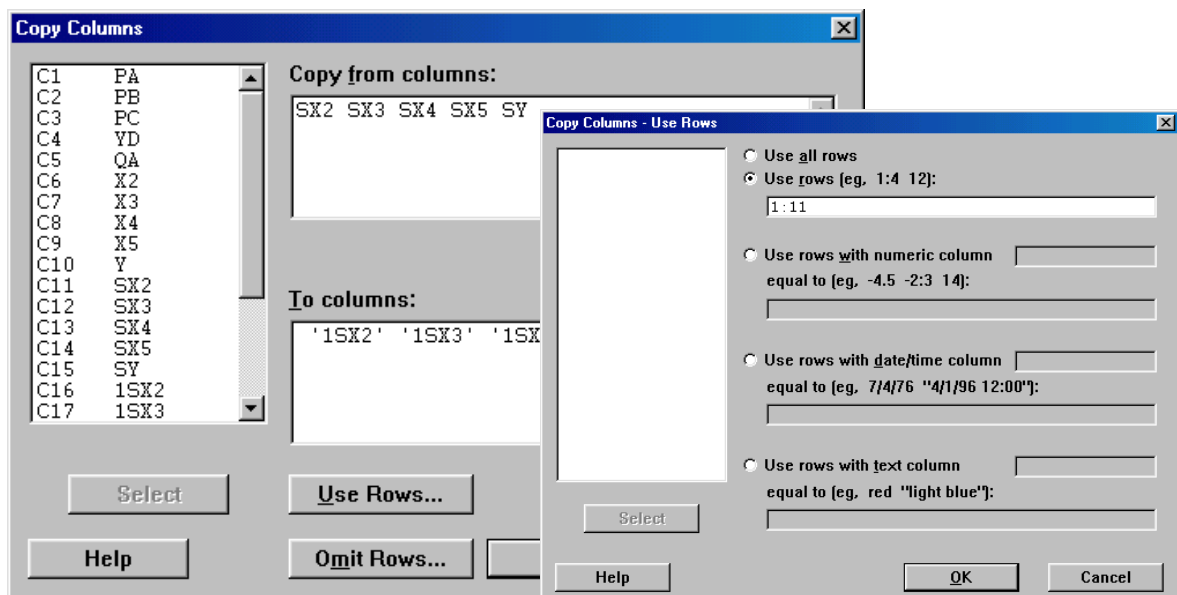 Copy Columns
C1 PA
C2 PB
C3 PC
C4 YD
C5 QA
C6 X2
C7 X3
C8 X4
C9 X5
C10 Y
C11 SX2
C12 SX3
C13 SX4
C14 SX5
C15 SY
C16 1SX2
C17 1SX3
Select
Help
Copy from columns:
SX2 SX3 SX4 SX5 SY
To columns:
'1SX2' '1SX3' '1SX
Use Rows...
Omit Rows...
Copy Columns - Use Rows
Use all rows
Use rows (eg, 1:4 12):
1:11
Use rows with numeric column
equal to (eg, -4.5 -2:3 14):
Use rows with date/time column
equal to (eg, 7/4/76 "4/1/96 12:00"):
Use rows with text column
equal to (eg, red "light blue"):
Select
Help
OK
Cancel